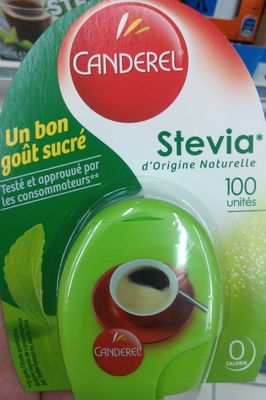 STE
CANDEREL®
Un bon
goût sucré
Testé et approuvé par
les consommateurs**
Stevia*
d'Origine Naturelle
100
unités
CANDEREL
0
CALORIE